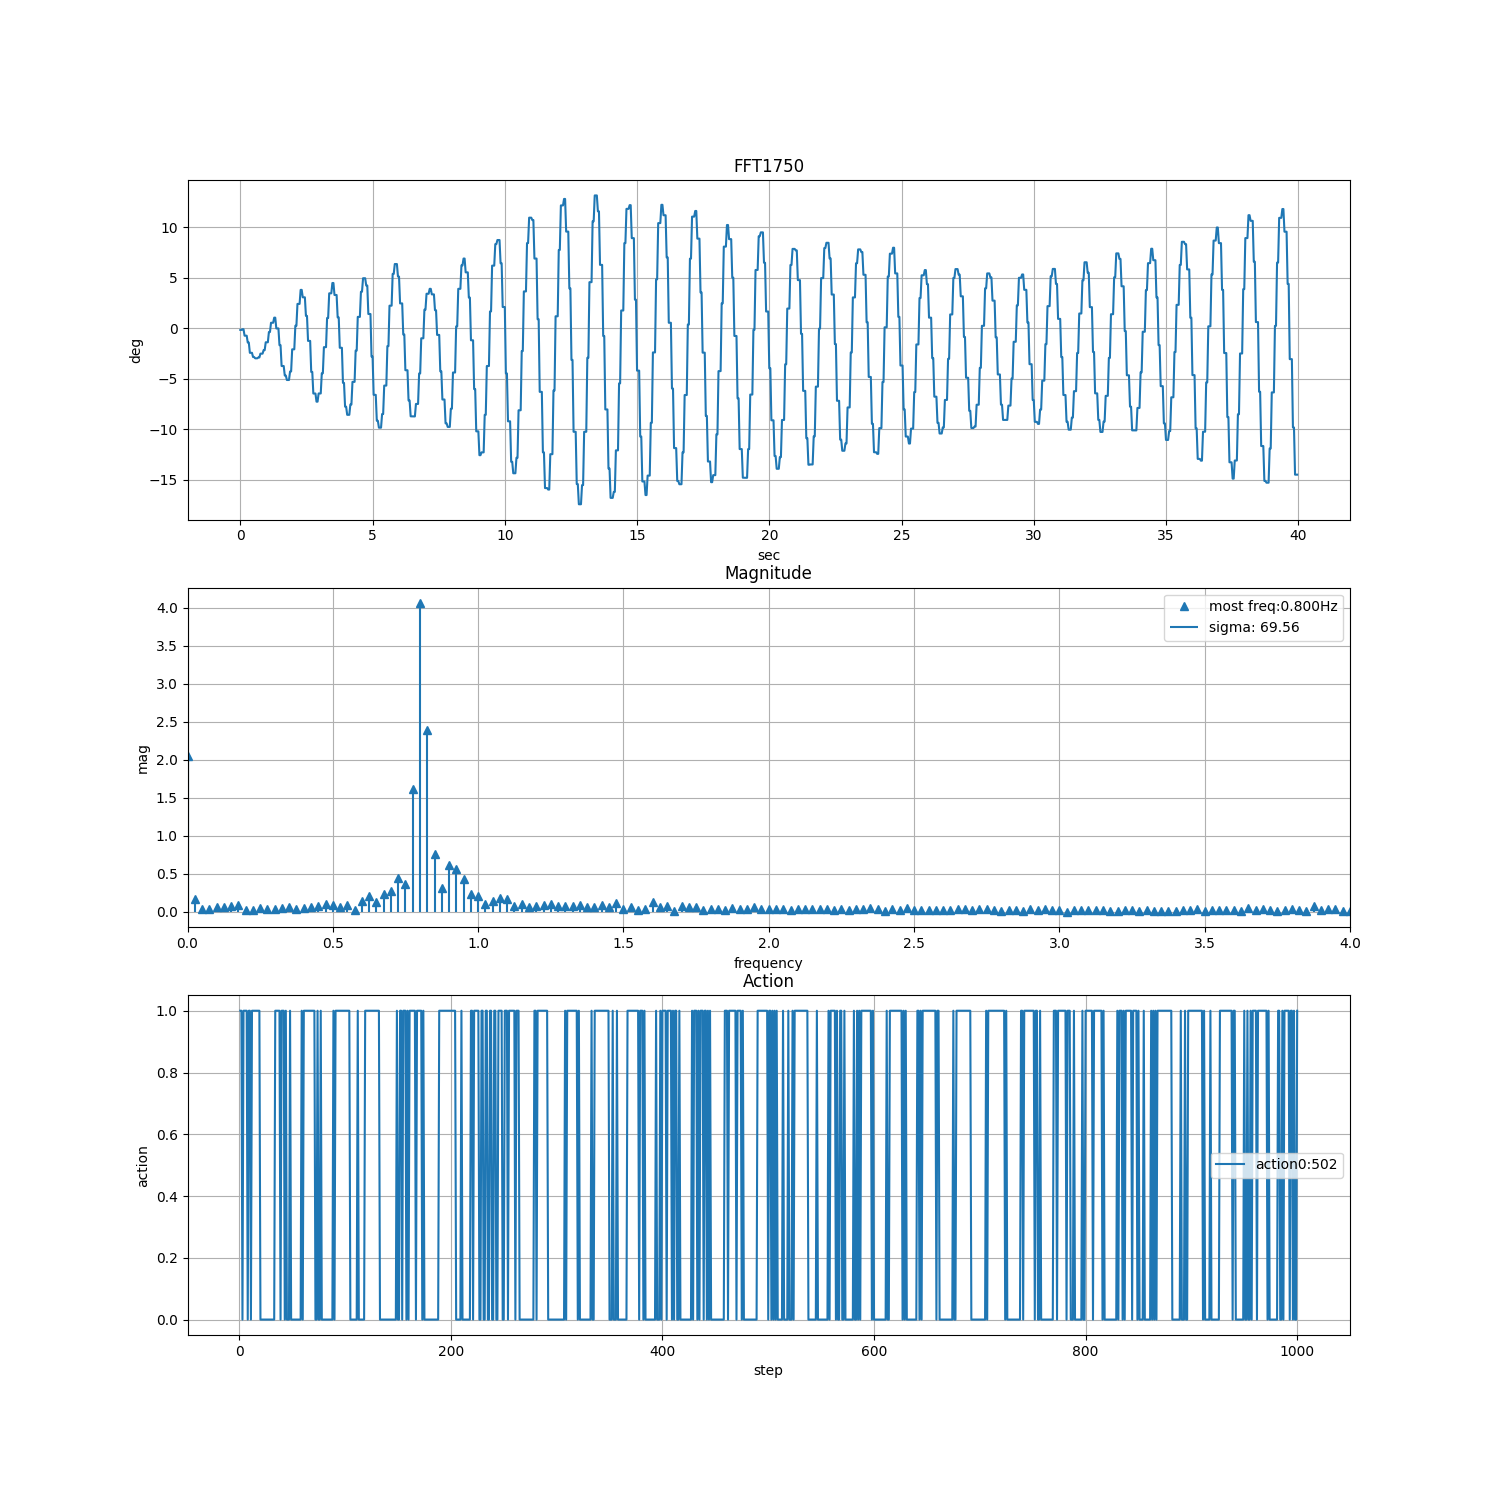 FFT1750
10
5
0
−5
−10
−15
deg
0 5 10 15 20 25 30 35 40
sec
Magnitude
4.0
3.5
3.0
2.5
2.0
1.5
1.0
0.5
0.0
mag
most freq:0.800Hz
sigma: 69.56
0.0 0.5 1.0 1.5 2.0 2.5 3.0 3.5 4.0
frequency
Action
1.0
0.8
0.6
0.4
0.2
0.0
action
action0:502
0 200 400 600 800 1000
step